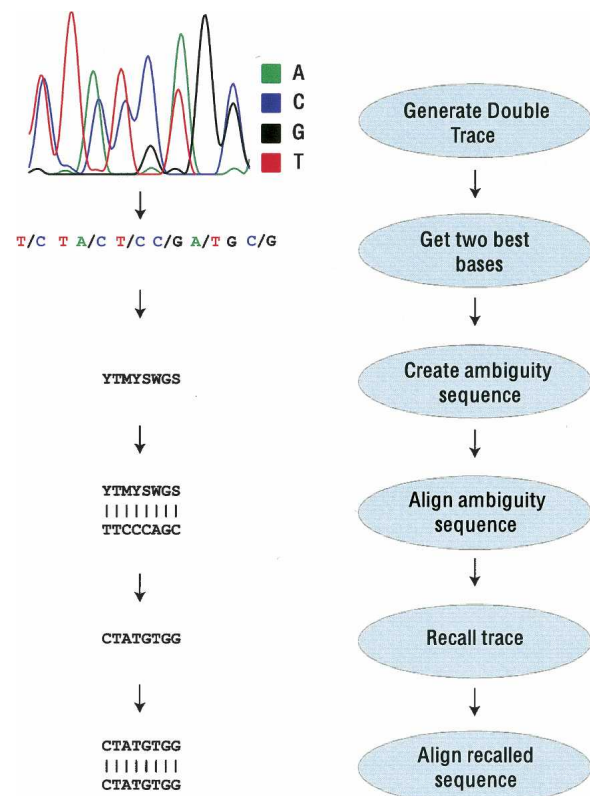 A
C
G
T
Generate Double
Trace
T/C T A/C T/C C/G A/T G C/G
Get two best
bases
YTMYSWGS
Create ambiguity
sequence
YTMYSWGS
||||||||
TTCCCAGC
Align ambiguity
sequence
CTATGTGG
Recall trace
CTATGTGG
||||||||
CTATGTGG
Align recalled
sequence